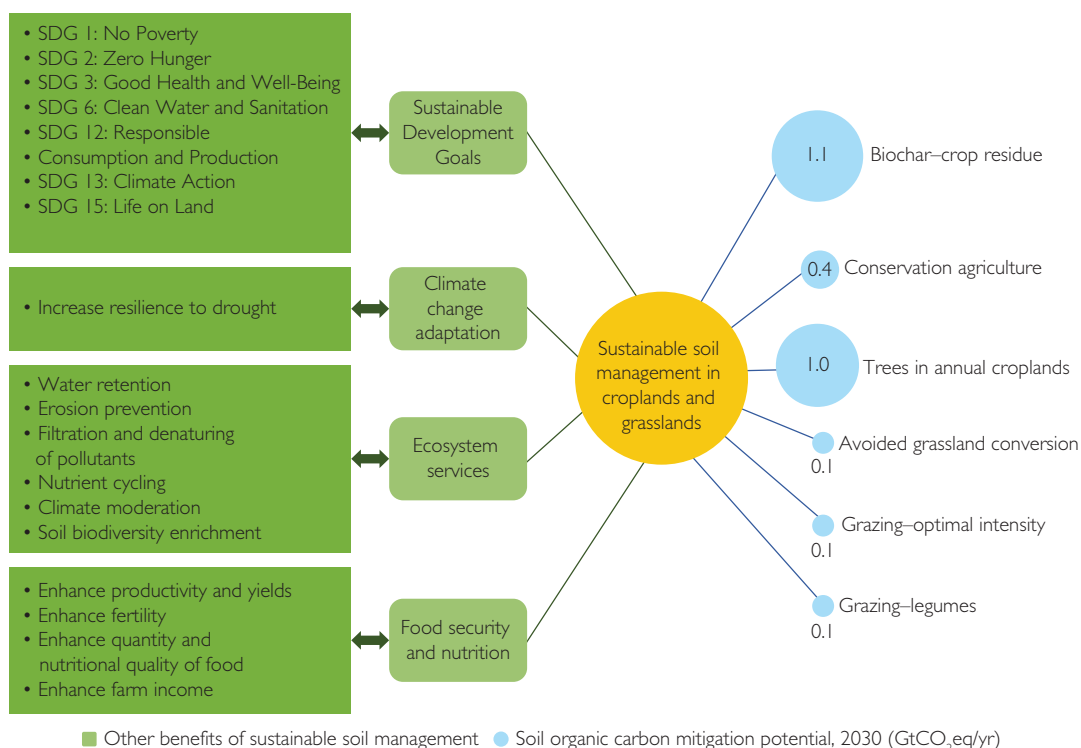 • SDG 1: No Poverty
• SDG 2: Zero Hunger
• SDG 3: Good Health and Well-Being
• SDG 6: Clean Water and Sanitation
• SDG 12: Responsible
• Consumption and Production
• SDG 13: Climate Action
• SDG 15: Life on Land
Sustainable
Development
Goals
• Increase resilience to drought
Climate
change
adaptation
• Water retention
• Erosion prevention
• Filtration and denaturing
of pollutants
• Nutrient cycling
• Climate moderation
• Soil biodiversity enrichment
Ecosystem
services
• Enhance productivity and yields
• Enhance fertility
• Enhance quantity and
nutritional quality of food
• Enhance farm income
Food security
and nutrition
Sustainable soil
management in
croplands and
grasslands
1.1
Biochar–crop residue
0.4
Conservation agriculture
1.0
Trees in annual croplands
Avoided grassland conversion
0.1
Grazing–optimal intensity
0.1
Grazing–legumes
0.1
Other benefits of sustainable soil management
Soil organic carbon mitigation potential, 2030 (GtCO₂eq/yr)